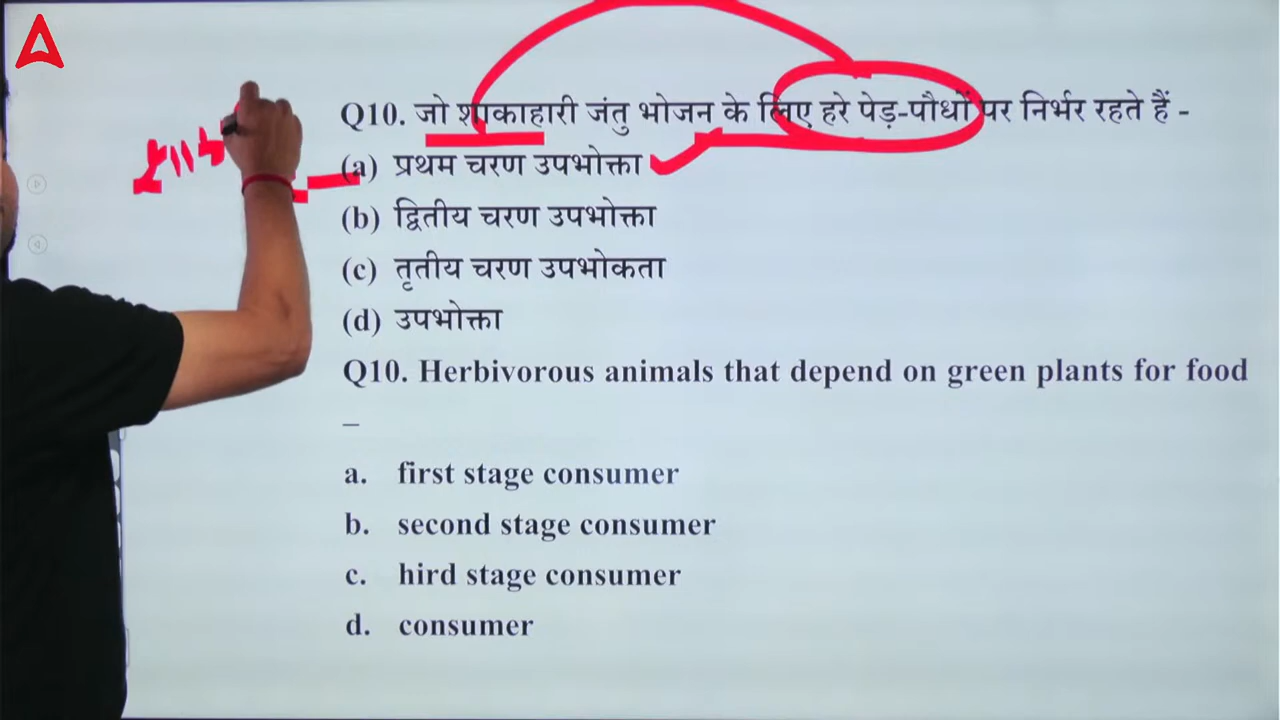 Q10. जो शाकाहारी जंतु भोजन के लिए हरे पेड़-पौधों पर निर्भर रहते हैं -
(a) प्रथम चरण उपभोक्ता
(b) द्वितीय चरण उपभोक्ता
(c) तृतीय चरण उपभोकता
(d) उपभोक्ता
Q10. Herbivorous animals that depend on green plants for food
–
a. first stage consumer
b. second stage consumer
c. hird stage consumer
d. consumer